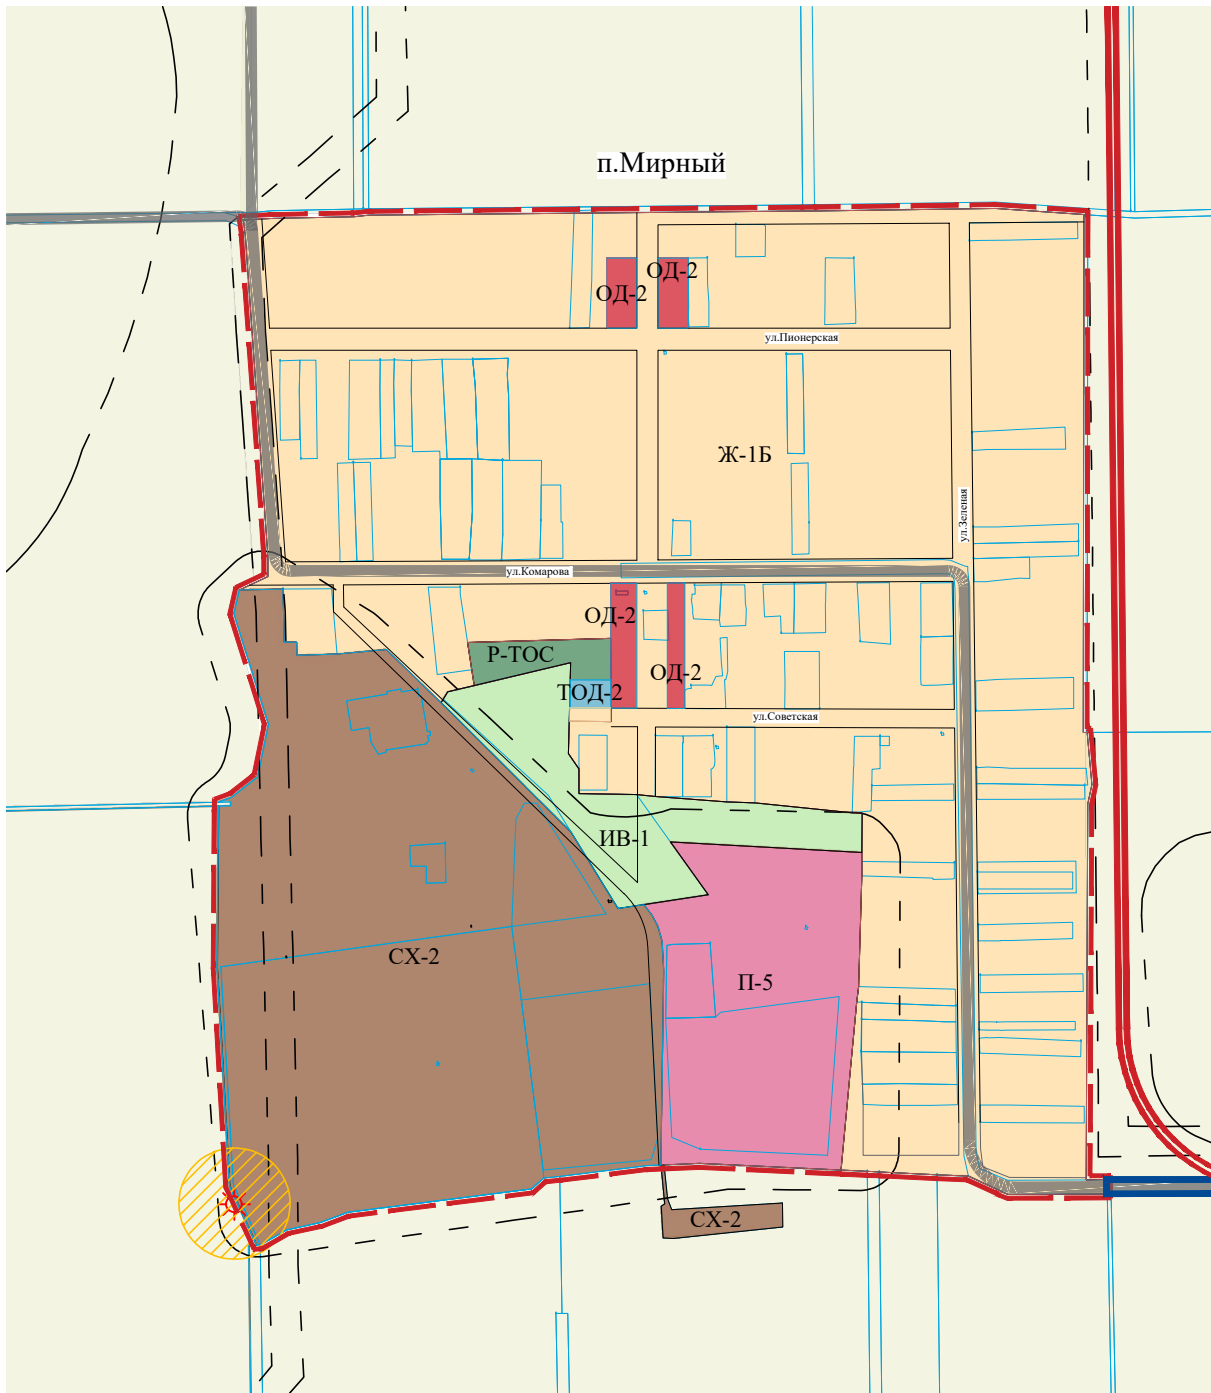 п.Мирный
ОД-2
ОД-2
ул.Пионерская
Ж-1Б
ул.Зеленая
ул.Комарова
ОД-2
Р-ТОС
ОД-2
ТОД-2
ул.Советская
ИВ-1
СХ-2
П-5
СХ-2